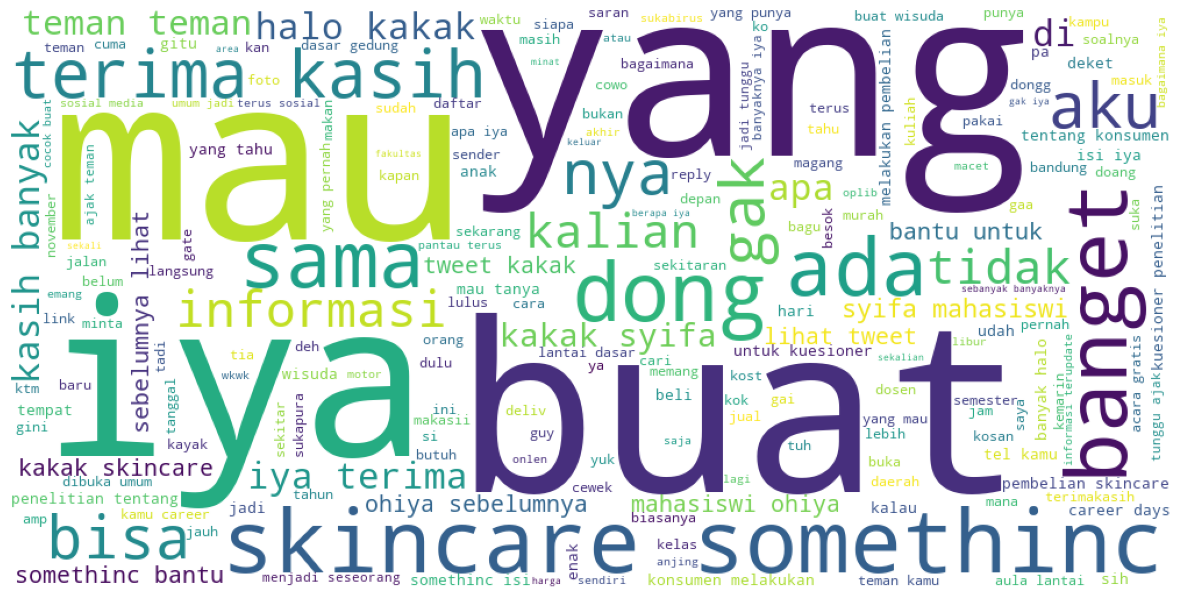 teman teman
halo kakak
waktu
saran
siapa
sukabirus
yang punya
buat wisuda
punya
teman
cuma
gitu
kan
dasar gedung
masih
atau
ko
di
kampu
soalnya
area
minat
bagaimana
pa
deket
terima kasih
yang
foto
cowo
dongg
masuk
bagaimana iya
sosial media
umum jadi
terus sosial
sudah
daftar
bukan
terus
aku
cocok buat
mau
makan
apa iya
akhir
tahu
pakai
kuliah
tentang konsumen
yang tahu
fakultas
sender
keluar
jadi tunggu
banyaknya iya
melakukan pembelian
isi iya
ajak teman
yang pernah
kapan
anak
nya
reply
magang
macet
bandung
doang
kasih banyak
november
berapa iya
depan
gak
apa
oplib
murah
gaa
suka
sekali
gate
sekarang
kalian
bagu
besok
banget
jalan
sebelumnya lihat
langsung
sama
pantau terus
tweet kakak
sekitaran
ada
bantu untuk
tidak
belum
mau tanya
dong
sebanyak banyaknya
emang
link
minta
informasi
lulus
cara
hari
syifa mahasiswi
tadi
orang
kakak syifa
lihat tweet
udah
pernah
iya
tia
deh
lantai dasar
cari
untuk kuesioner
libur
ktm
baru
wkwk
wisuda
motor
dulu
ya
memang
sekalian
dosen
tempat
tanggal
sekitar
sukapura
ini
deliv
beli
kost
gai
semester
saya
banyak halo
kemarin
informasi terupdate
acara gratis
tunggu ajak
kuesioner penelitian
gini
makasii
buat
kok
jual
yang mau
jam
kayak
si
guy
lebih
kosan
butuh
onlen
yuk
saja
tuh
buka
tel kamu
kakak skincare
iya terima
cewek
lagi
daerah
pembelian skincare
dibuka umum
penelitian tentang
tahun
ohiya sebelumnya
mahasiswi ohiya
kalau
mana
terimakasih
amp
kamu career
jadi
biasanya
career days
bisa
jauh
skincare somethinc
kelas
enak
anjing
somethinc bantu
menjadi seseorang
somethinc isi
harga
sendiri
konsumen melakukan
teman kamu
aula lantai
sih